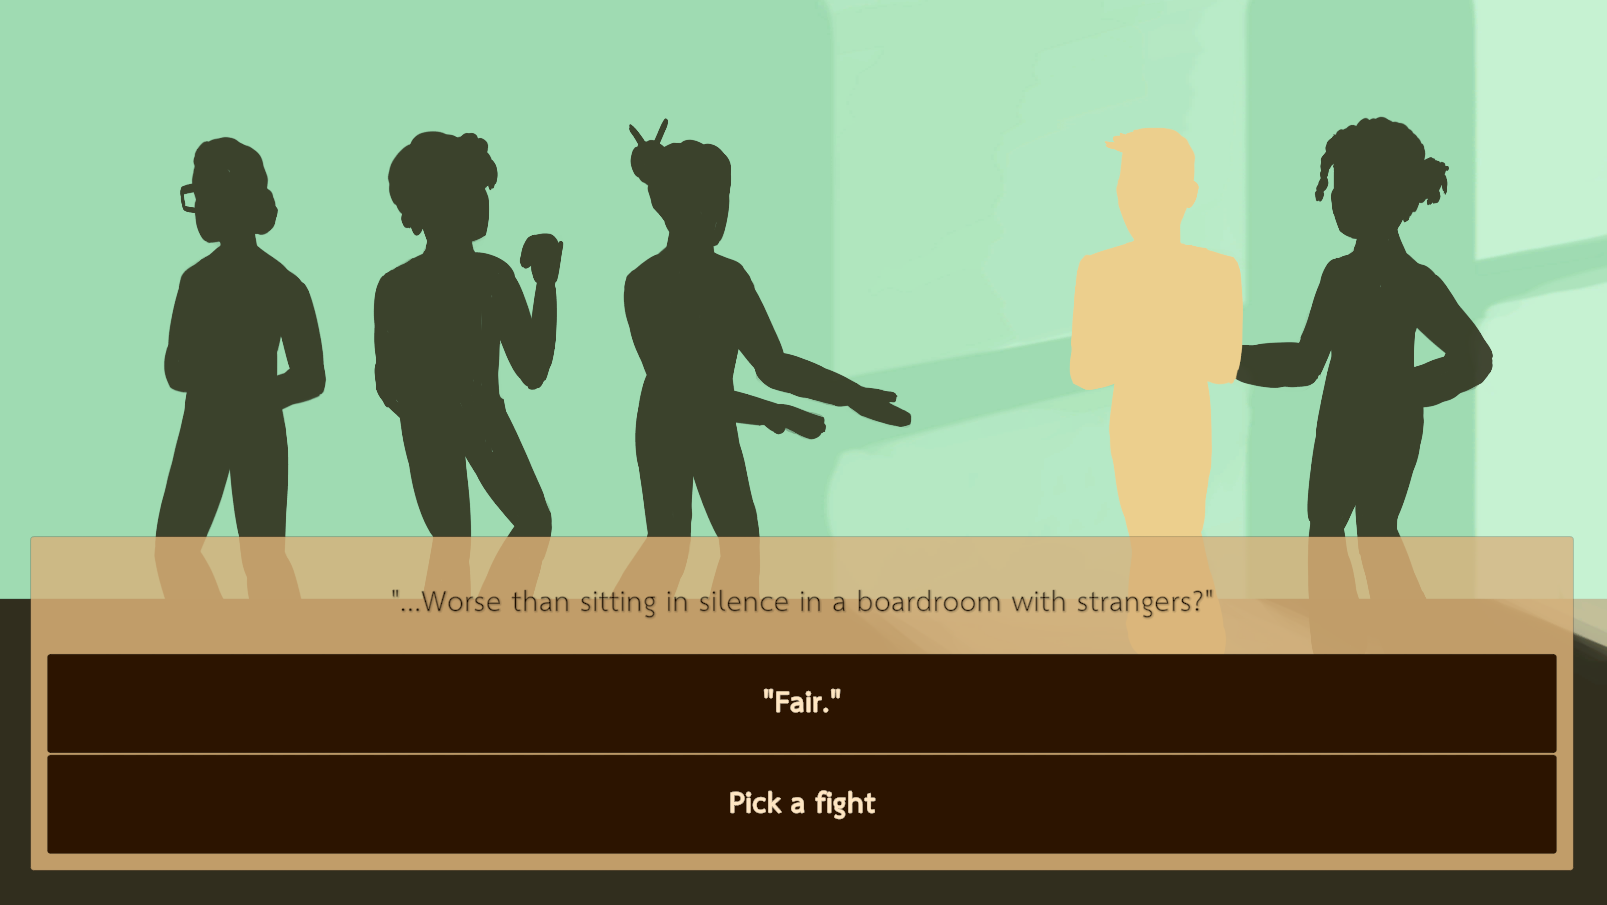 "...Worse than sitting in silence in a boardroom with strangers?"
"Fair."
Pick a fight